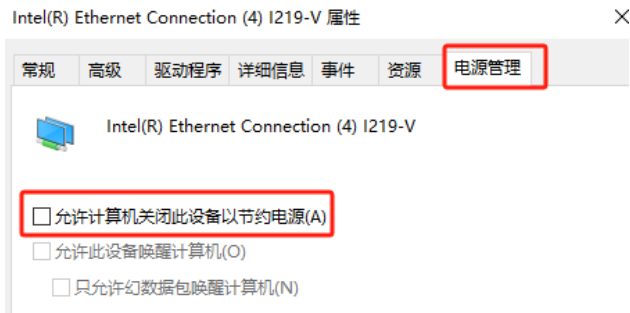 Intel(R) Ethernet Connection (4) I219-V 属性
常规 高级 驱动程序 详细信息 事件 资源 电源管理
Intel(R) Ethernet Connection (4) I219-V
允许计算机关闭此设备以节约电源(A)
允许此设备唤醒计算机(O)
只允许幻数据包唤醒计算机(N)